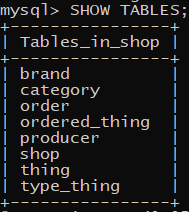 mysql> SHOW TABLES;
+----------------+
| Tables_in_shop |
+----------------+
| brand          |
| category       |
| order          |
| ordered_thing  |
| producer       |
| shop           |
| thing          |
| type_thing     |
+----------------+